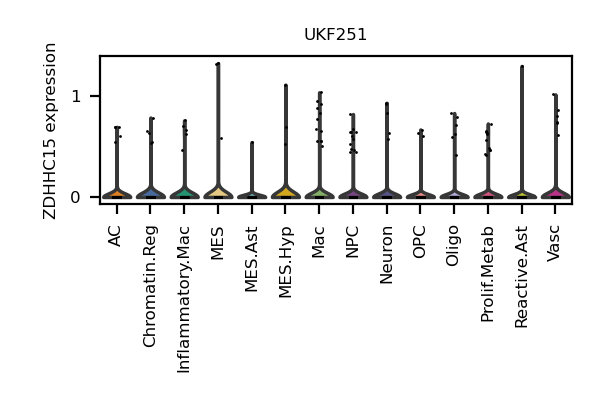 UKF251
ZDHHC15 expression
1
0
AC
Chromatin.Reg
Inflammatory.Mac
MES
MES.Ast
MES.Hyp
Mac
NPC
Neuron
OPC
Oligo
Prolif.Metab
Reactive.Ast
Vasc